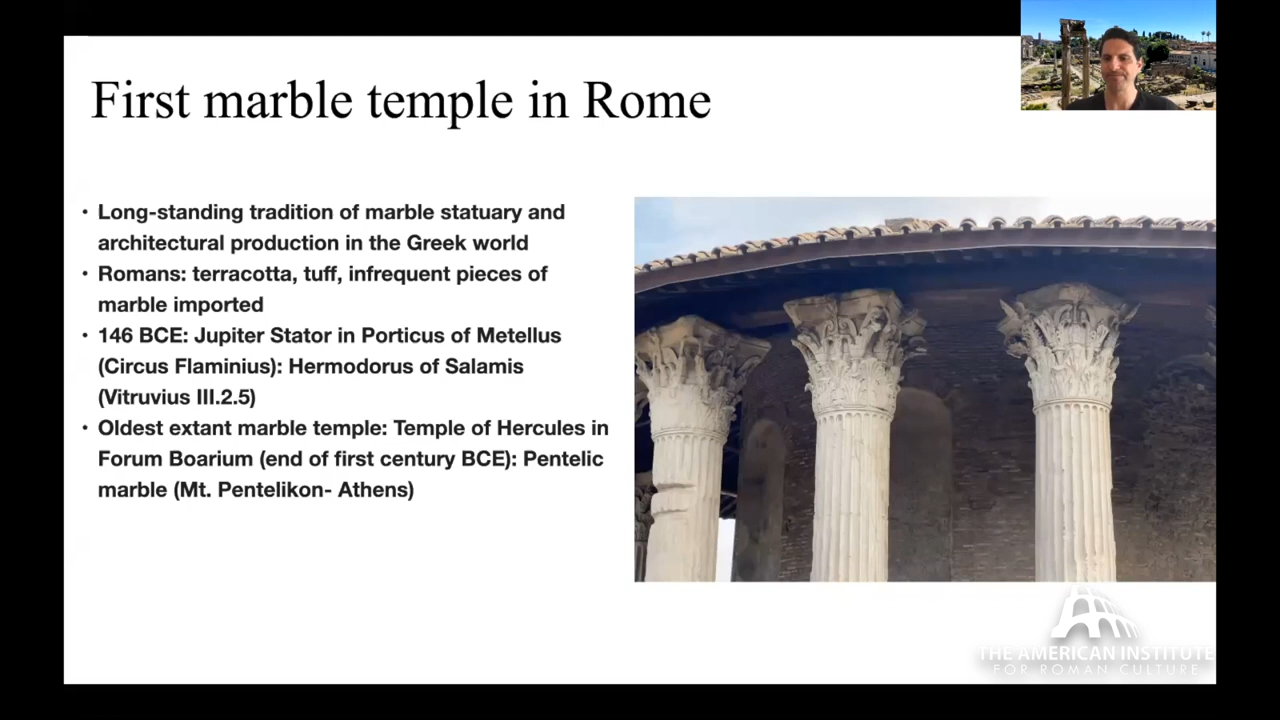 First marble temple in Rome
• Long-standing tradition of marble statuary and
architectural production in the Greek world
• Romans: terracotta, tuff, infrequent pieces of
marble imported
• 146 BCE: Jupiter Stator in Porticus of Metellus
(Circus Flaminius): Hermodorus of Salamis
(Vitruvius III.2.5)
• Oldest extant marble temple: Temple of Hercules in
Forum Boarium (end of first century BCE): Pentelic
marble (Mt. Pentelikon- Athens)
THE AMERICAN INSTITUTE
FOR ROMAN CULTURE